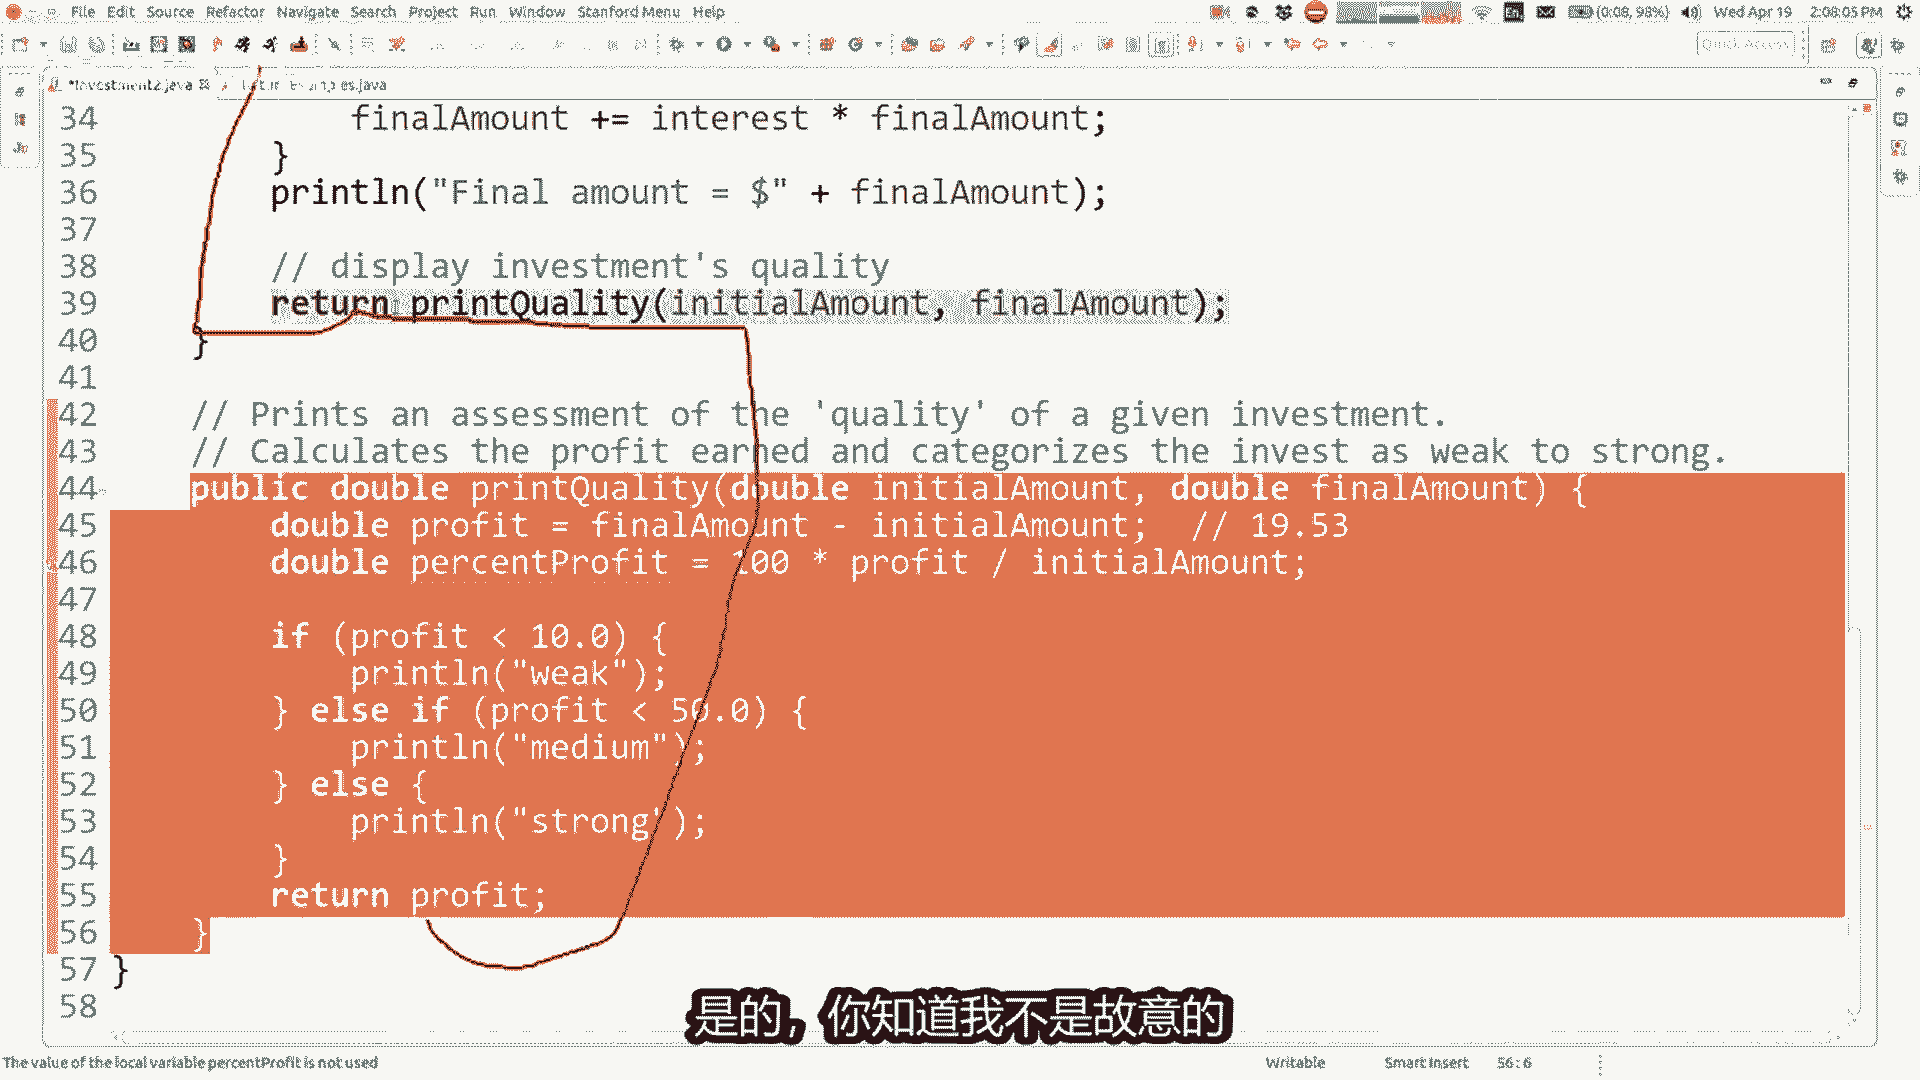 File Edit Source Refactor Navigate Search Project Run Window Stanford Menu Help (0:08, 98%) Wed Apr 19 2:08:05 PM
Quick Access
*Investment2.java
34 finalAmount += interest * finalAmount;
35 }
36 println("Final amount = $" + finalAmount);
37
38 // display investment's quality
39 return printQuality(initialAmount, finalAmount);
40 }
41
42 // Prints an assessment of the 'quality' of a given investment.
43 // Calculates the profit earned and categorizes the invest as weak to strong.
44 public double printQuality(double initialAmount, double finalAmount) {
45 double profit = finalAmount - initialAmount; // 19.53
46 double percentProfit = 100 * profit / initialAmount;
47
48 if (profit < 10.0) {
49 println("weak");
50 } else if (profit < 50.0) {
51 println("medium");
52 } else {
53 println("strong");
54 }
55 return profit;
56 }
57 }
58
是的，你知道我不是故意的
The value of the local variable percentProfit is not used Writable Smart Insert 56:6